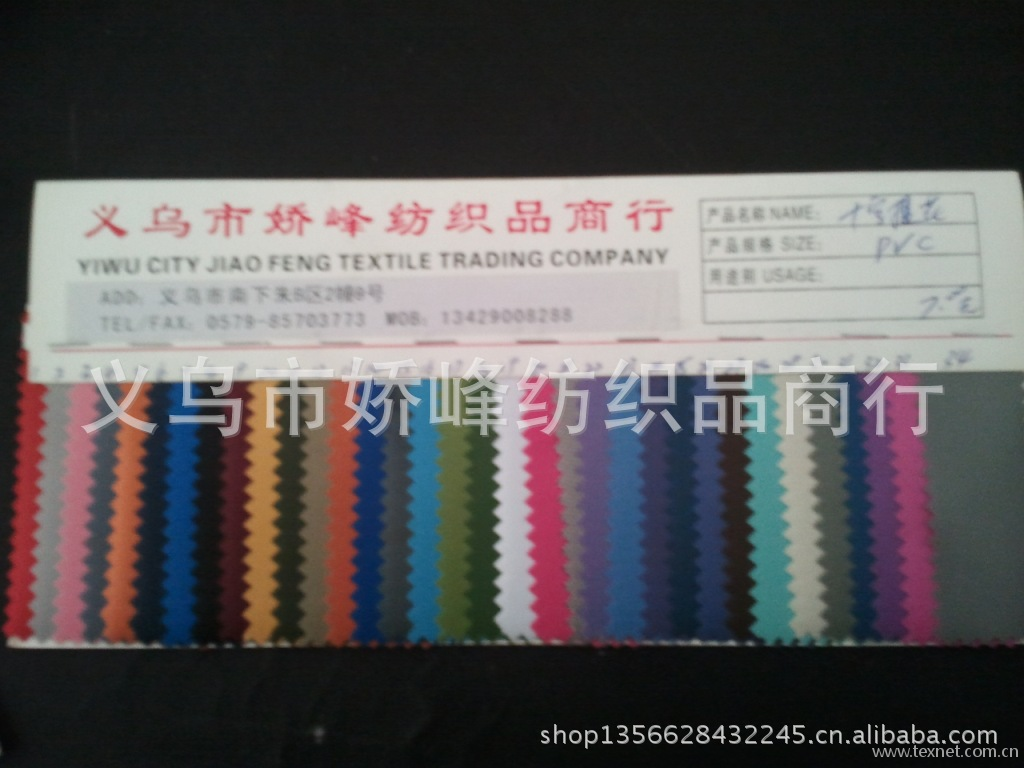 义乌市娇峰纺织品商行
YIWU CITY JIAO FENG TEXTILE TRADING COMPANY
ADD: 义乌市南下朱B区2幢8号
TEL/FAX: 0579-85703773 MOB: 13429008288
产品名称 NAME:
产品规格 SIZE: PVC
用途别 USAGE:
义乌市娇峰纺织品商行
shop1356628432245.cn.alibaba.com
www.texnet.com.cn